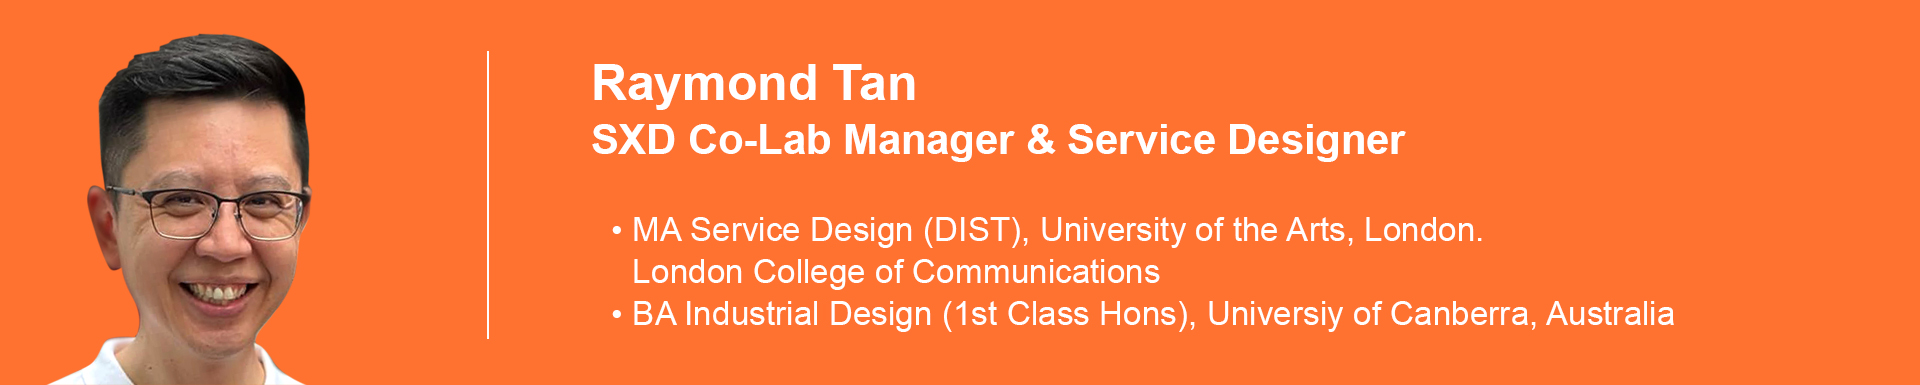 Raymond Tan
SXD Co-Lab Manager & Service Designer
• MA Service Design (DIST), University of the Arts, London.
London College of Communications
• BA Industrial Design (1st Class Hons), Universiy of Canberra, Australia